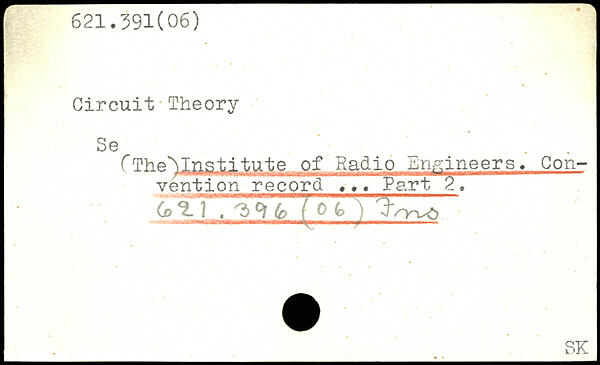 621.391(06)
Circuit Theory
Se
(The)Institute of Radio Engineers. Con-
vention record ... Part 2.
621.396 (06) Ins
SK